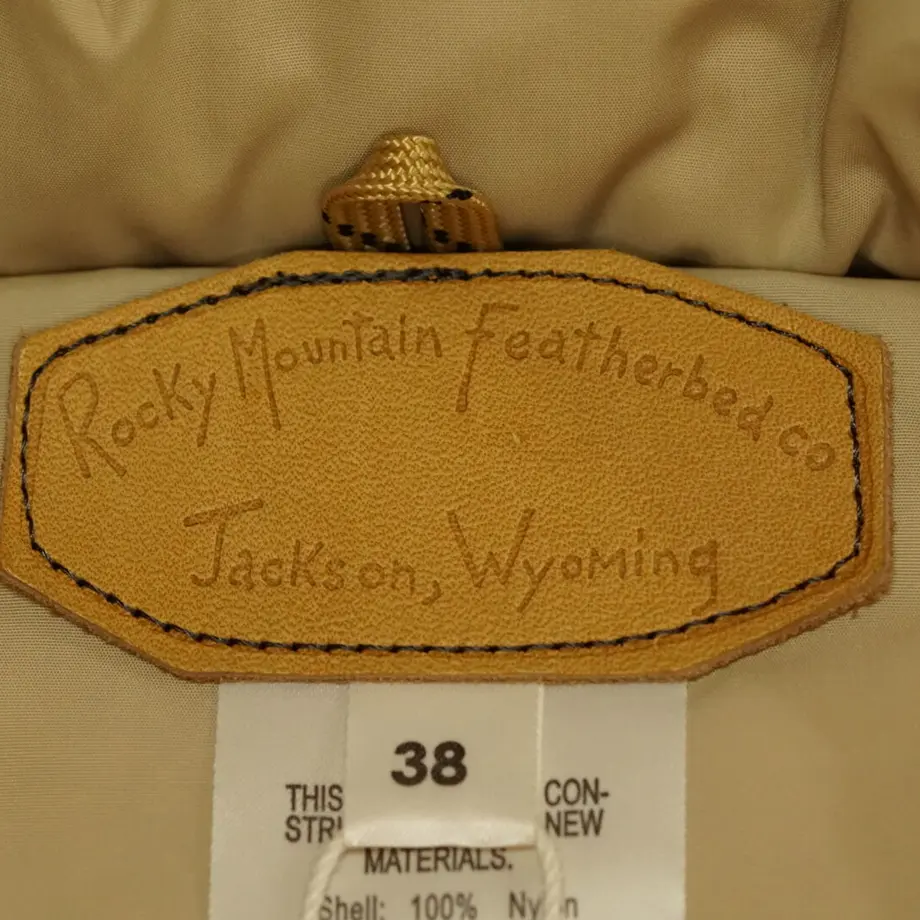 Rocky Mountain Featherbed co
Jackson, Wyoming
38
THIS CON-
NEW
MATERIALS.
Shell: 100%